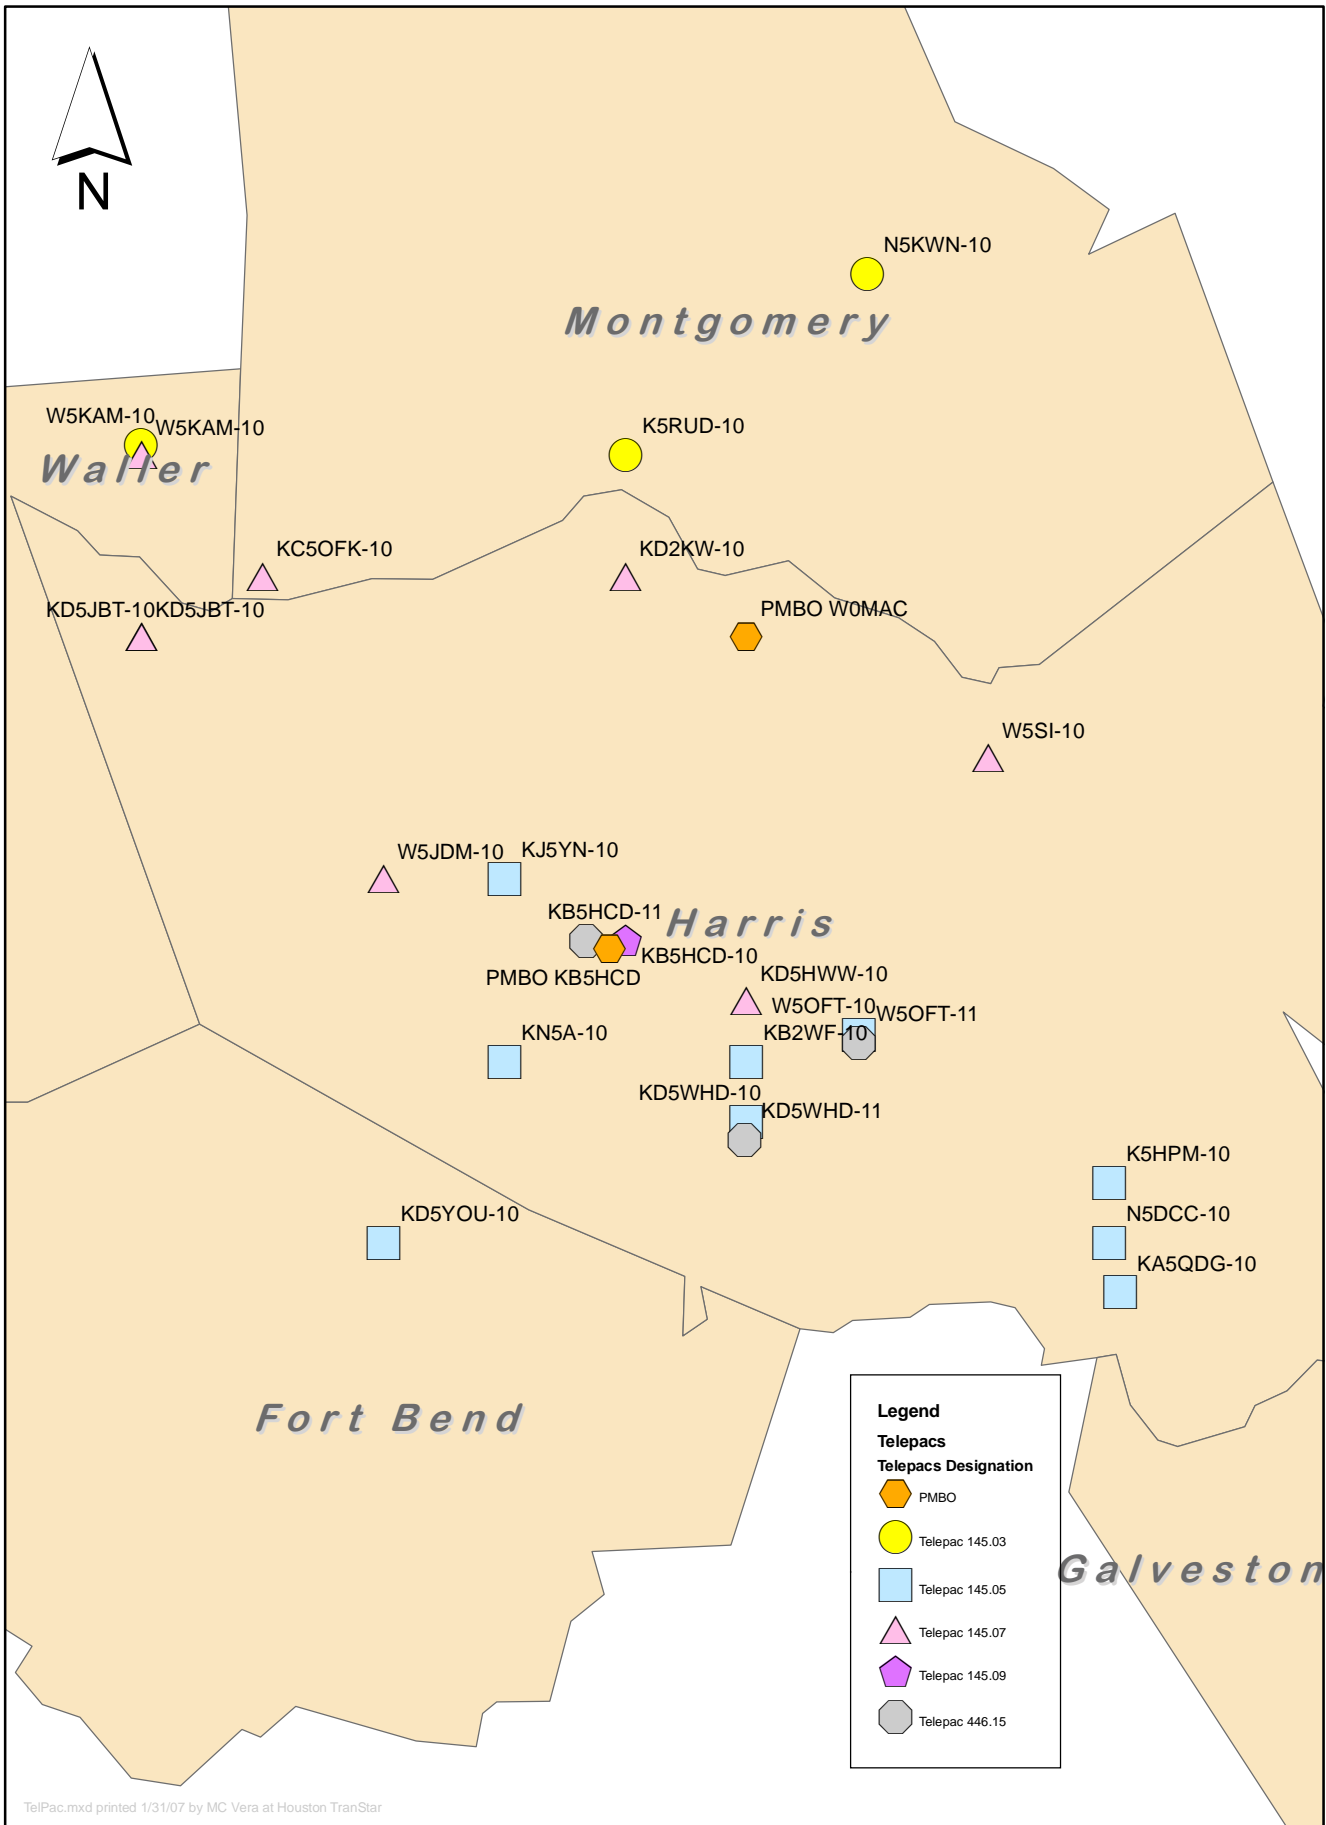 N
N5KWN-10
Montgomery
W5KAM-10
W5KAM-10
K5RUD-10
Waller
KC5OFK-10
KD2KW-10
KD5JBT-10
KD5JBT-10
PMBO W0MAC
W5SI-10
W5JDM-10
KJ5YN-10
KB5HCD-11
Harris
KB5HCD-10
PMBO KB5HCD
KD5HWW-10
W5OFT-10
W5OFT-11
KN5A-10
KB2WF-10
KD5WHD-10
KD5WHD-11
K5HPM-10
KD5YOU-10
N5DCC-10
KA5QDG-10
Fort Bend
Legend
Telepacs
Telepacs Designation
PMBO
Telepac 145.03
Telepac 145.05
Telepac 145.07
Telepac 145.09
Telepac 446.15
Galveston
TelPac.mxd printed 1/31/07 by MC Vera at Houston TranStar